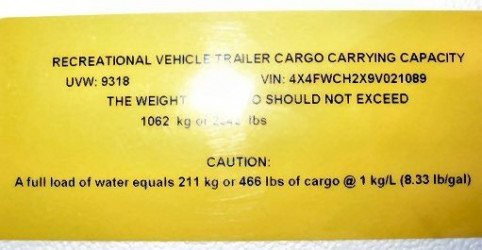 RECREATIONAL VEHICLE TRAILER CARGO CARRYING CAPACITY
UVW: 9318 VIN: 4X4FWCH2X9V021089
THE WEIGHT SHOULD NOT EXCEED
1062 kg or lbs
CAUTION:
A full load of water equals 211 kg or 466 lbs of cargo @ 1 kg/L (8.33 lb/gal)